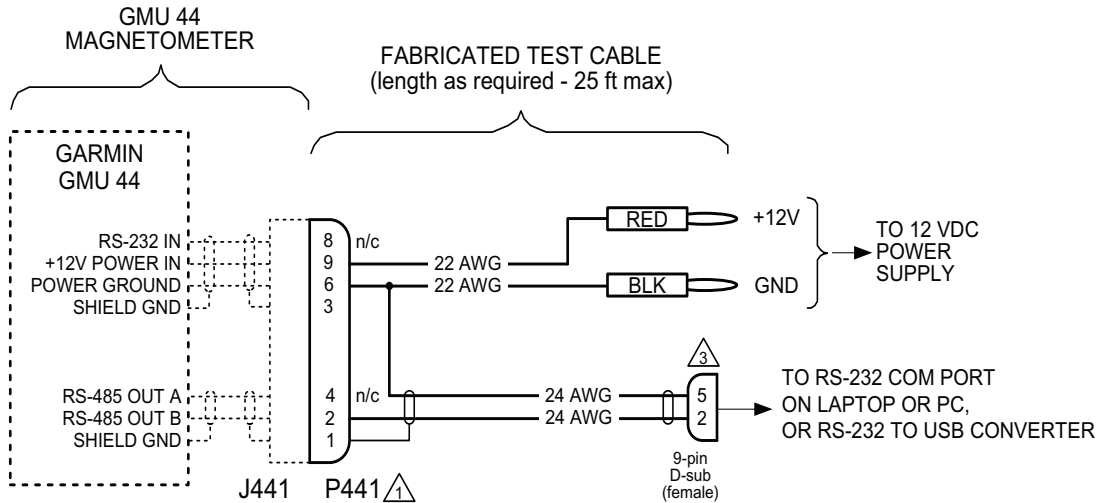 GMU 44
MAGNETOMETER
FABRICATED TEST CABLE
(length as required - 25 ft max)
GARMIN
GMU 44
RED
+12V
TO 12 VDC
POWER
SUPPLY
RS-232 IN
8
n/c
+12V POWER IN
9
22 AWG
POWER GROUND
6
22 AWG
BLK
GND
SHIELD GND
3
3
RS-485 OUT A
4
n/c
24 AWG
5
RS-485 OUT B
2
24 AWG
2
SHIELD GND
1
TO RS-232 COM PORT
ON LAPTOP OR PC,
OR RS-232 TO USB CONVERTER
9-pin
D-sub
(female)
J441
P441
1